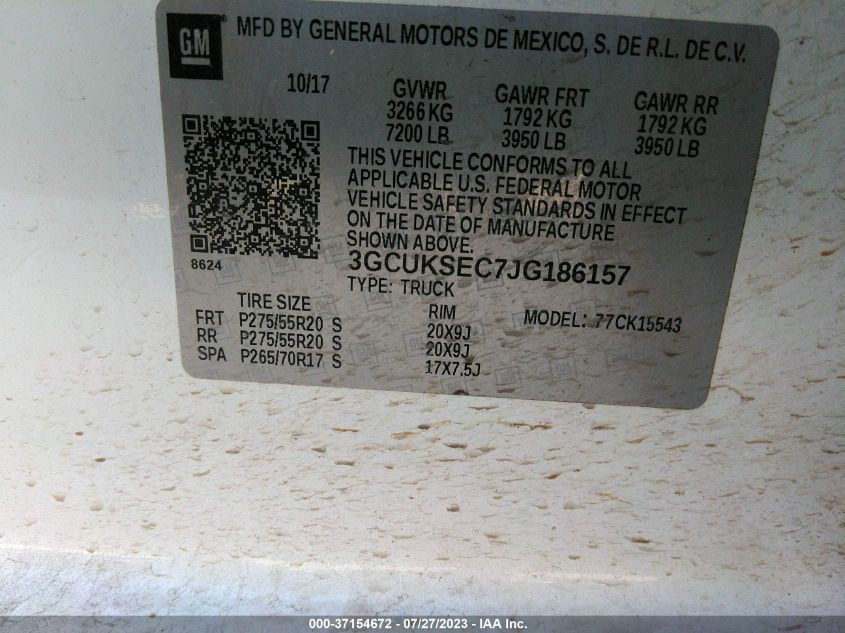 GM
MFD BY GENERAL MOTORS DE MEXICO, S. DE R.L. DE C.V.
10/17
GVWR GAWR FRT GAWR RR
3266 KG 1792 KG 1792 KG
7200 LB 3950 LB 3950 LB
THIS VEHICLE CONFORMS TO ALL
APPLICABLE U.S. FEDERAL MOTOR
VEHICLE SAFETY STANDARDS IN EFFECT
ON THE DATE OF MANUFACTURE
SHOWN ABOVE.
8624
3GCUKSEC7JG186157
TYPE: TRUCK
TIRE SIZE RIM MODEL: 77CK15543
FRT P275/55R20 S 20X9J
RR P275/55R20 S 20X9J
SPA P265/70R17 S 17X7.5J
000-37154672 - 07/27/2023 - IAA Inc.